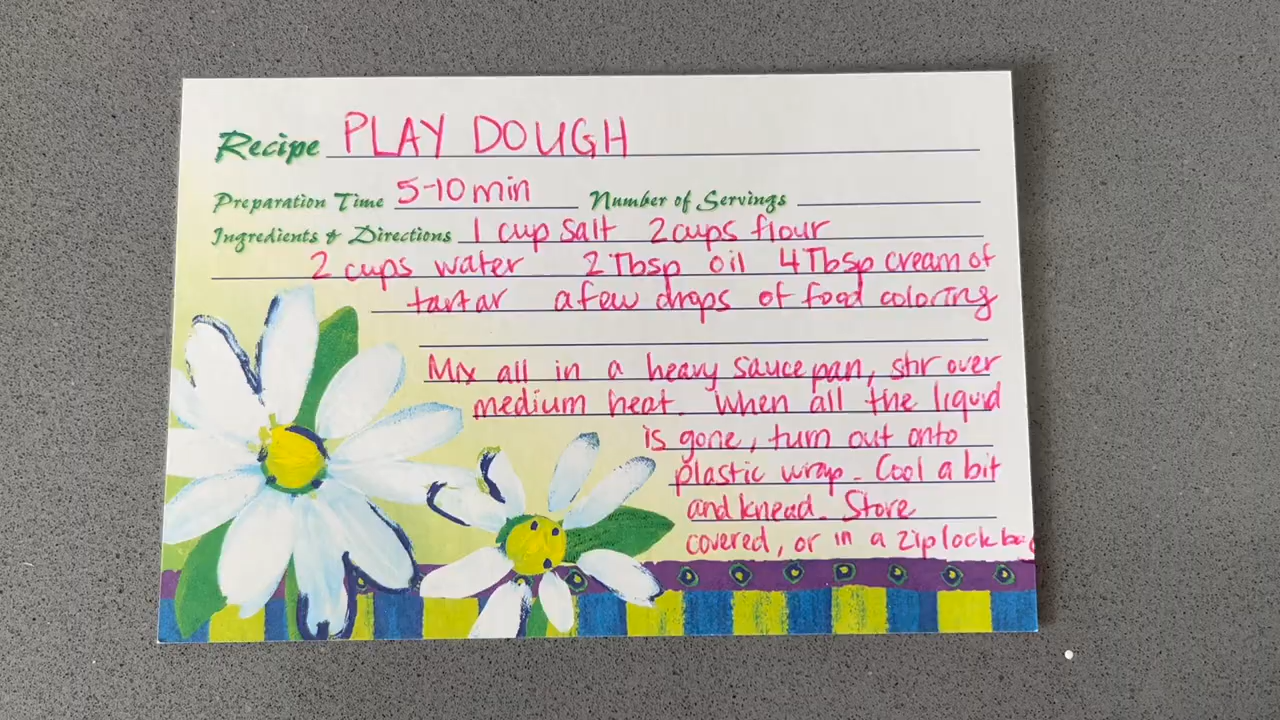 Recipe PLAY DOUGH
Preparation Time 5-10 min Number of Servings
Ingredients & Directions 1 cup salt 2 cups flour
2 cups water 2 Tbsp oil 4 Tbsp cream of
tartar a few drops of food coloring
Mix all in a heavy sauce pan, stir over
medium heat. When all the liquid
is gone, turn out onto
plastic wrap. Cool a bit
and knead. Store
covered, or in a ziplock bag